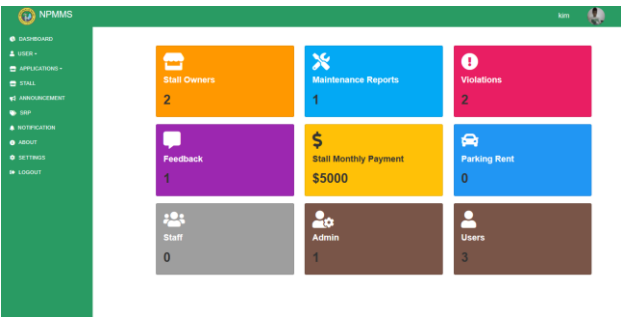 NPMMS
kim
DASHBOARD
USER
APPLICATIONS
STALL
ANNOUNCEMENT
SRP
NOTIFICATION
ABOUT
SETTINGS
LOGOUT
Stall Owners
2
Maintenance Reports
1
Violations
2
Feedback
1
Stall Monthly Payment
$5000
Parking Rent
0
Staff
0
Admin
1
Users
3